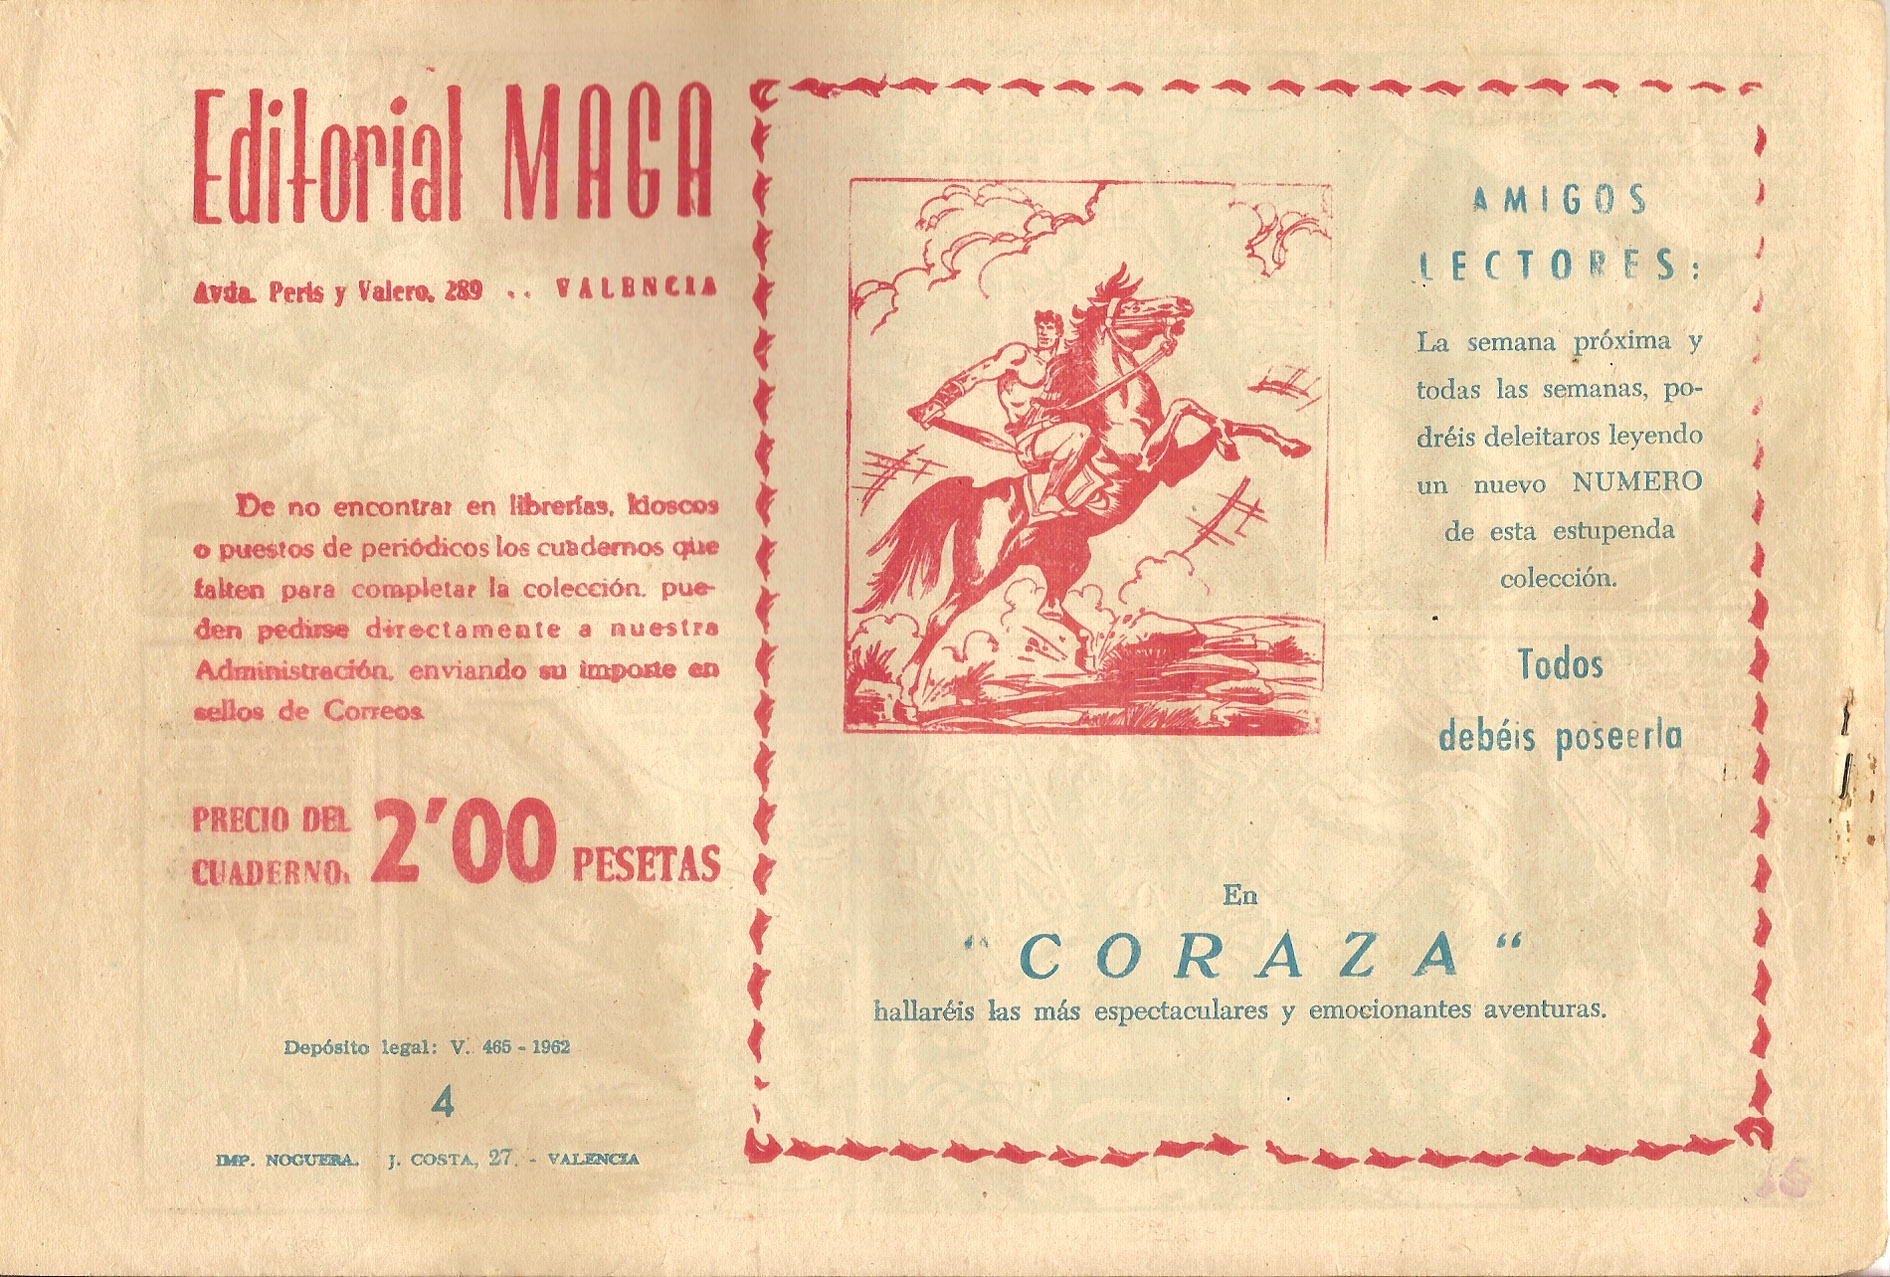 Editorial MAGA
Avda. Peris y Valero, 289 .. VALENCIA
De no encontrar en librerías, kioscos
o puestos de periódicos los cuadernos que
falten para completar la colección, pue-
den pedirse directamente a nuestra
Administración, enviando su importe en
sellos de Correos.
PRECIO DEL
CUADERNO: 2'00 PESETAS
Depósito legal: V. 465 - 1962
4
IMP. NOGUERA. J. COSTA, 27. - VALENCIA
AMIGOS
LECTORES:
La semana próxima y
todas las semanas, po-
dréis deleitaros leyendo
un nuevo NUMERO
de esta estupenda
colección.
Todos
debéis poseerla
En
"CORAZA“
hallaréis las más espectaculares y emocionantes aventuras.